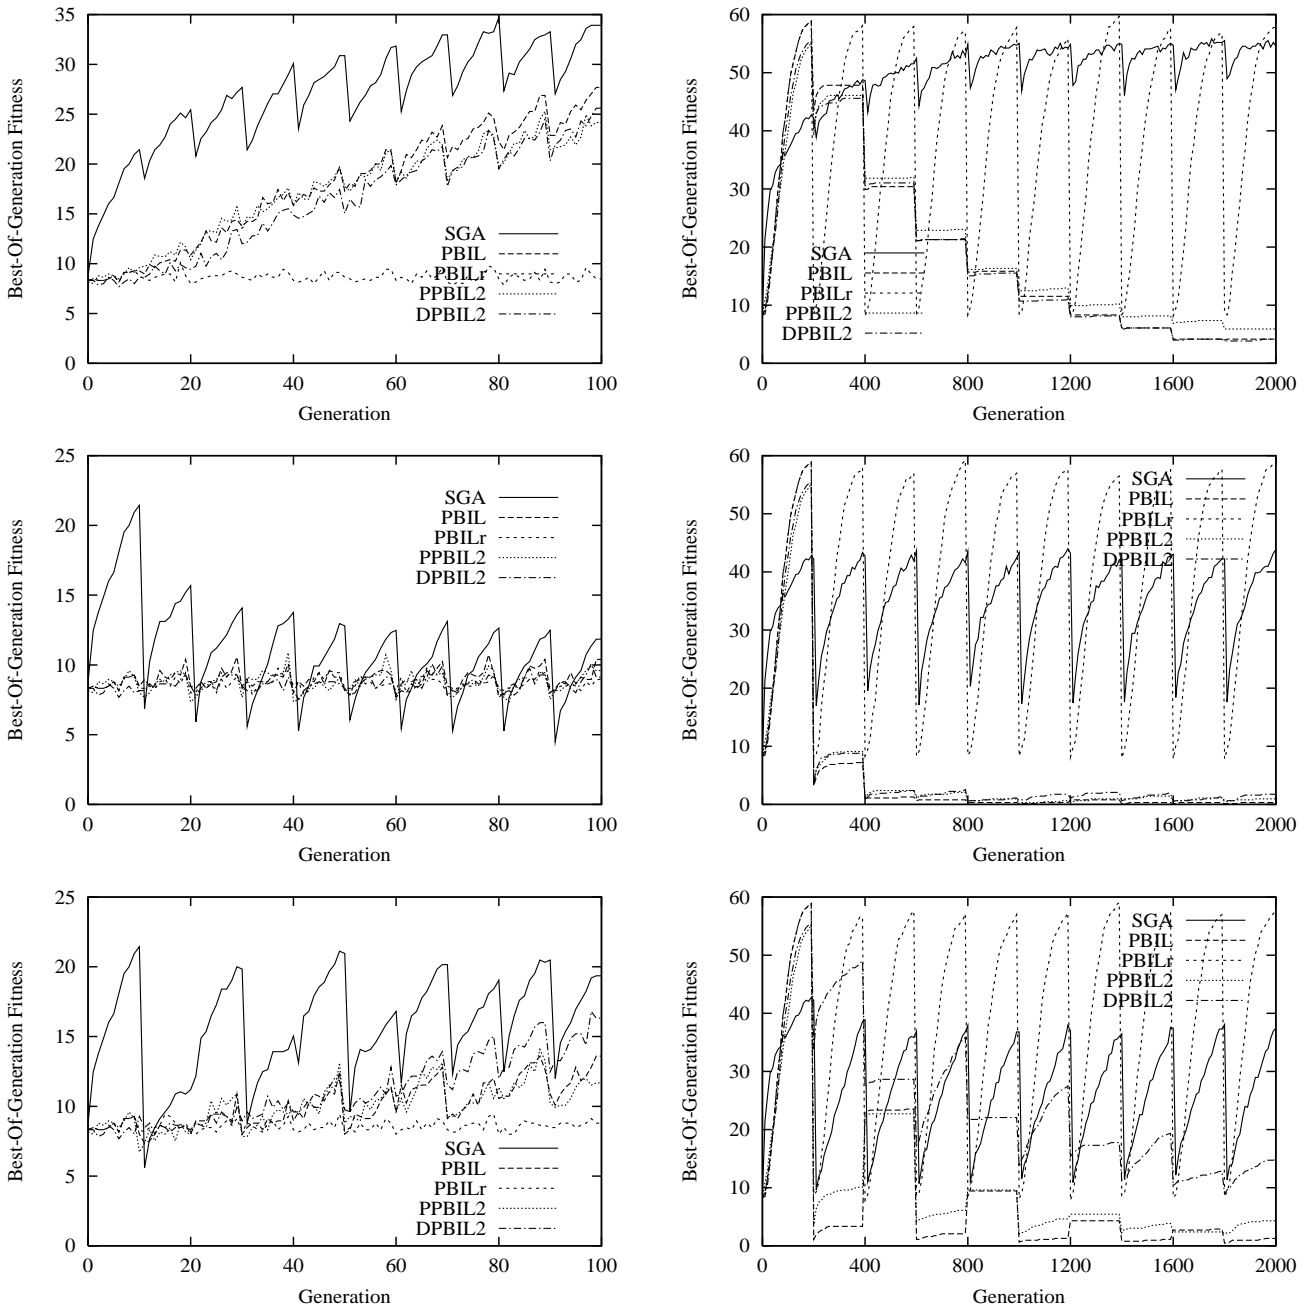 35
30
25
20
15
10
5
0
Best-Of-Generation Fitness
SGA
PBIL
PBILr
PPBIL2
DPBIL2
0 20 40 60 80 100
Generation
60
50
40
30
20
10
0
Best-Of-Generation Fitness
SGA
PBIL
PBILr
PPBIL2
DPBIL2
0 400 800 1200 1600 2000
Generation
25
20
15
10
5
0
Best-Of-Generation Fitness
SGA
PBIL
PBILr
PPBIL2
DPBIL2
0 20 40 60 80 100
Generation
60
50
40
30
20
10
0
Best-Of-Generation Fitness
SGA
PBIL
PBILr
PPBIL2
DPBIL2
0 400 800 1200 1600 2000
Generation
25
20
15
10
5
0
Best-Of-Generation Fitness
SGA
PBIL
PBILr
PPBIL2
DPBIL2
0 20 40 60 80 100
Generation
60
50
40
30
20
10
0
Best-Of-Generation Fitness
SGA
PBIL
PBILr
PPBIL2
DPBIL2
0 400 800 1200 1600 2000
Generation